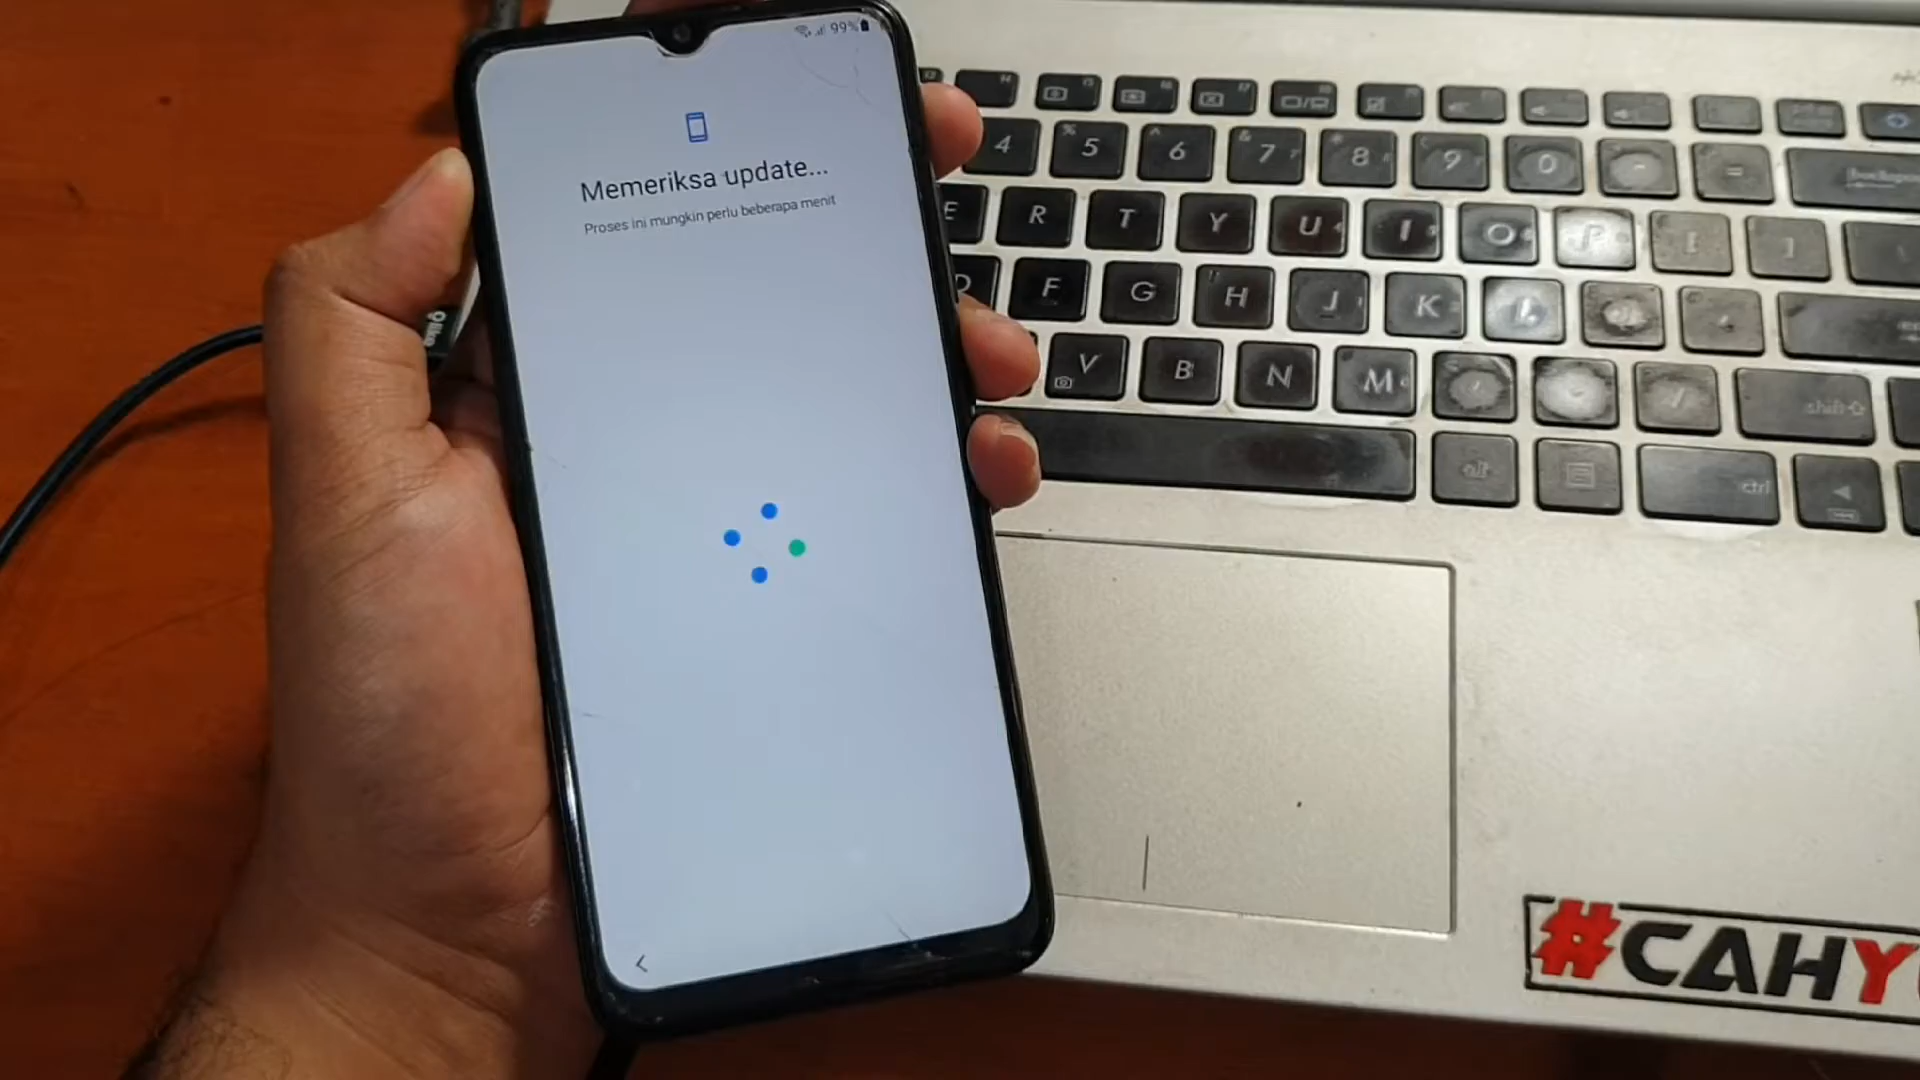 99%
Memeriksa update...
Proses ini mungkin perlu beberapa menit
4 % 5 ^ 6 & 7 * 8 9 0 - =
E R T Y U I O P [ ]
D F G H J K L
V B N M
shift
alt ctrl
#CAHY